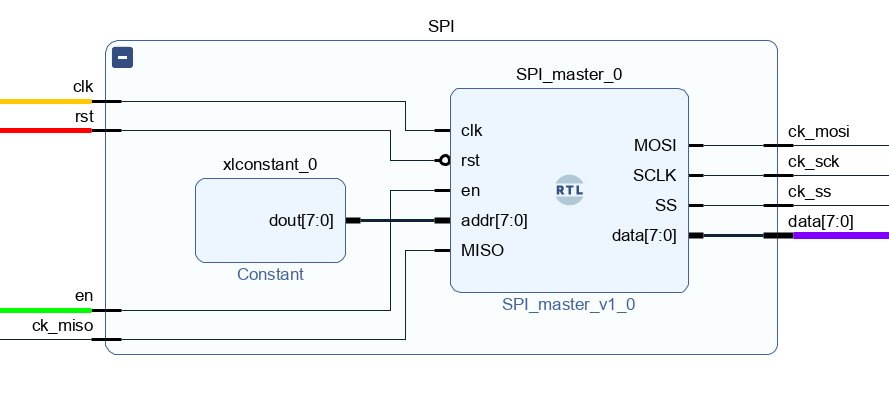 SPI
SPI_master_0
clk
rst
xlconstant_0
dout[7:0]
Constant
en
ck_miso
clk
rst
en
addr[7:0]
MISO
RTL
MOSI
SCLK
SS
data[7:0]
SPI_master_v1_0
ck_mosi
ck_sck
ck_ss
data[7:0]